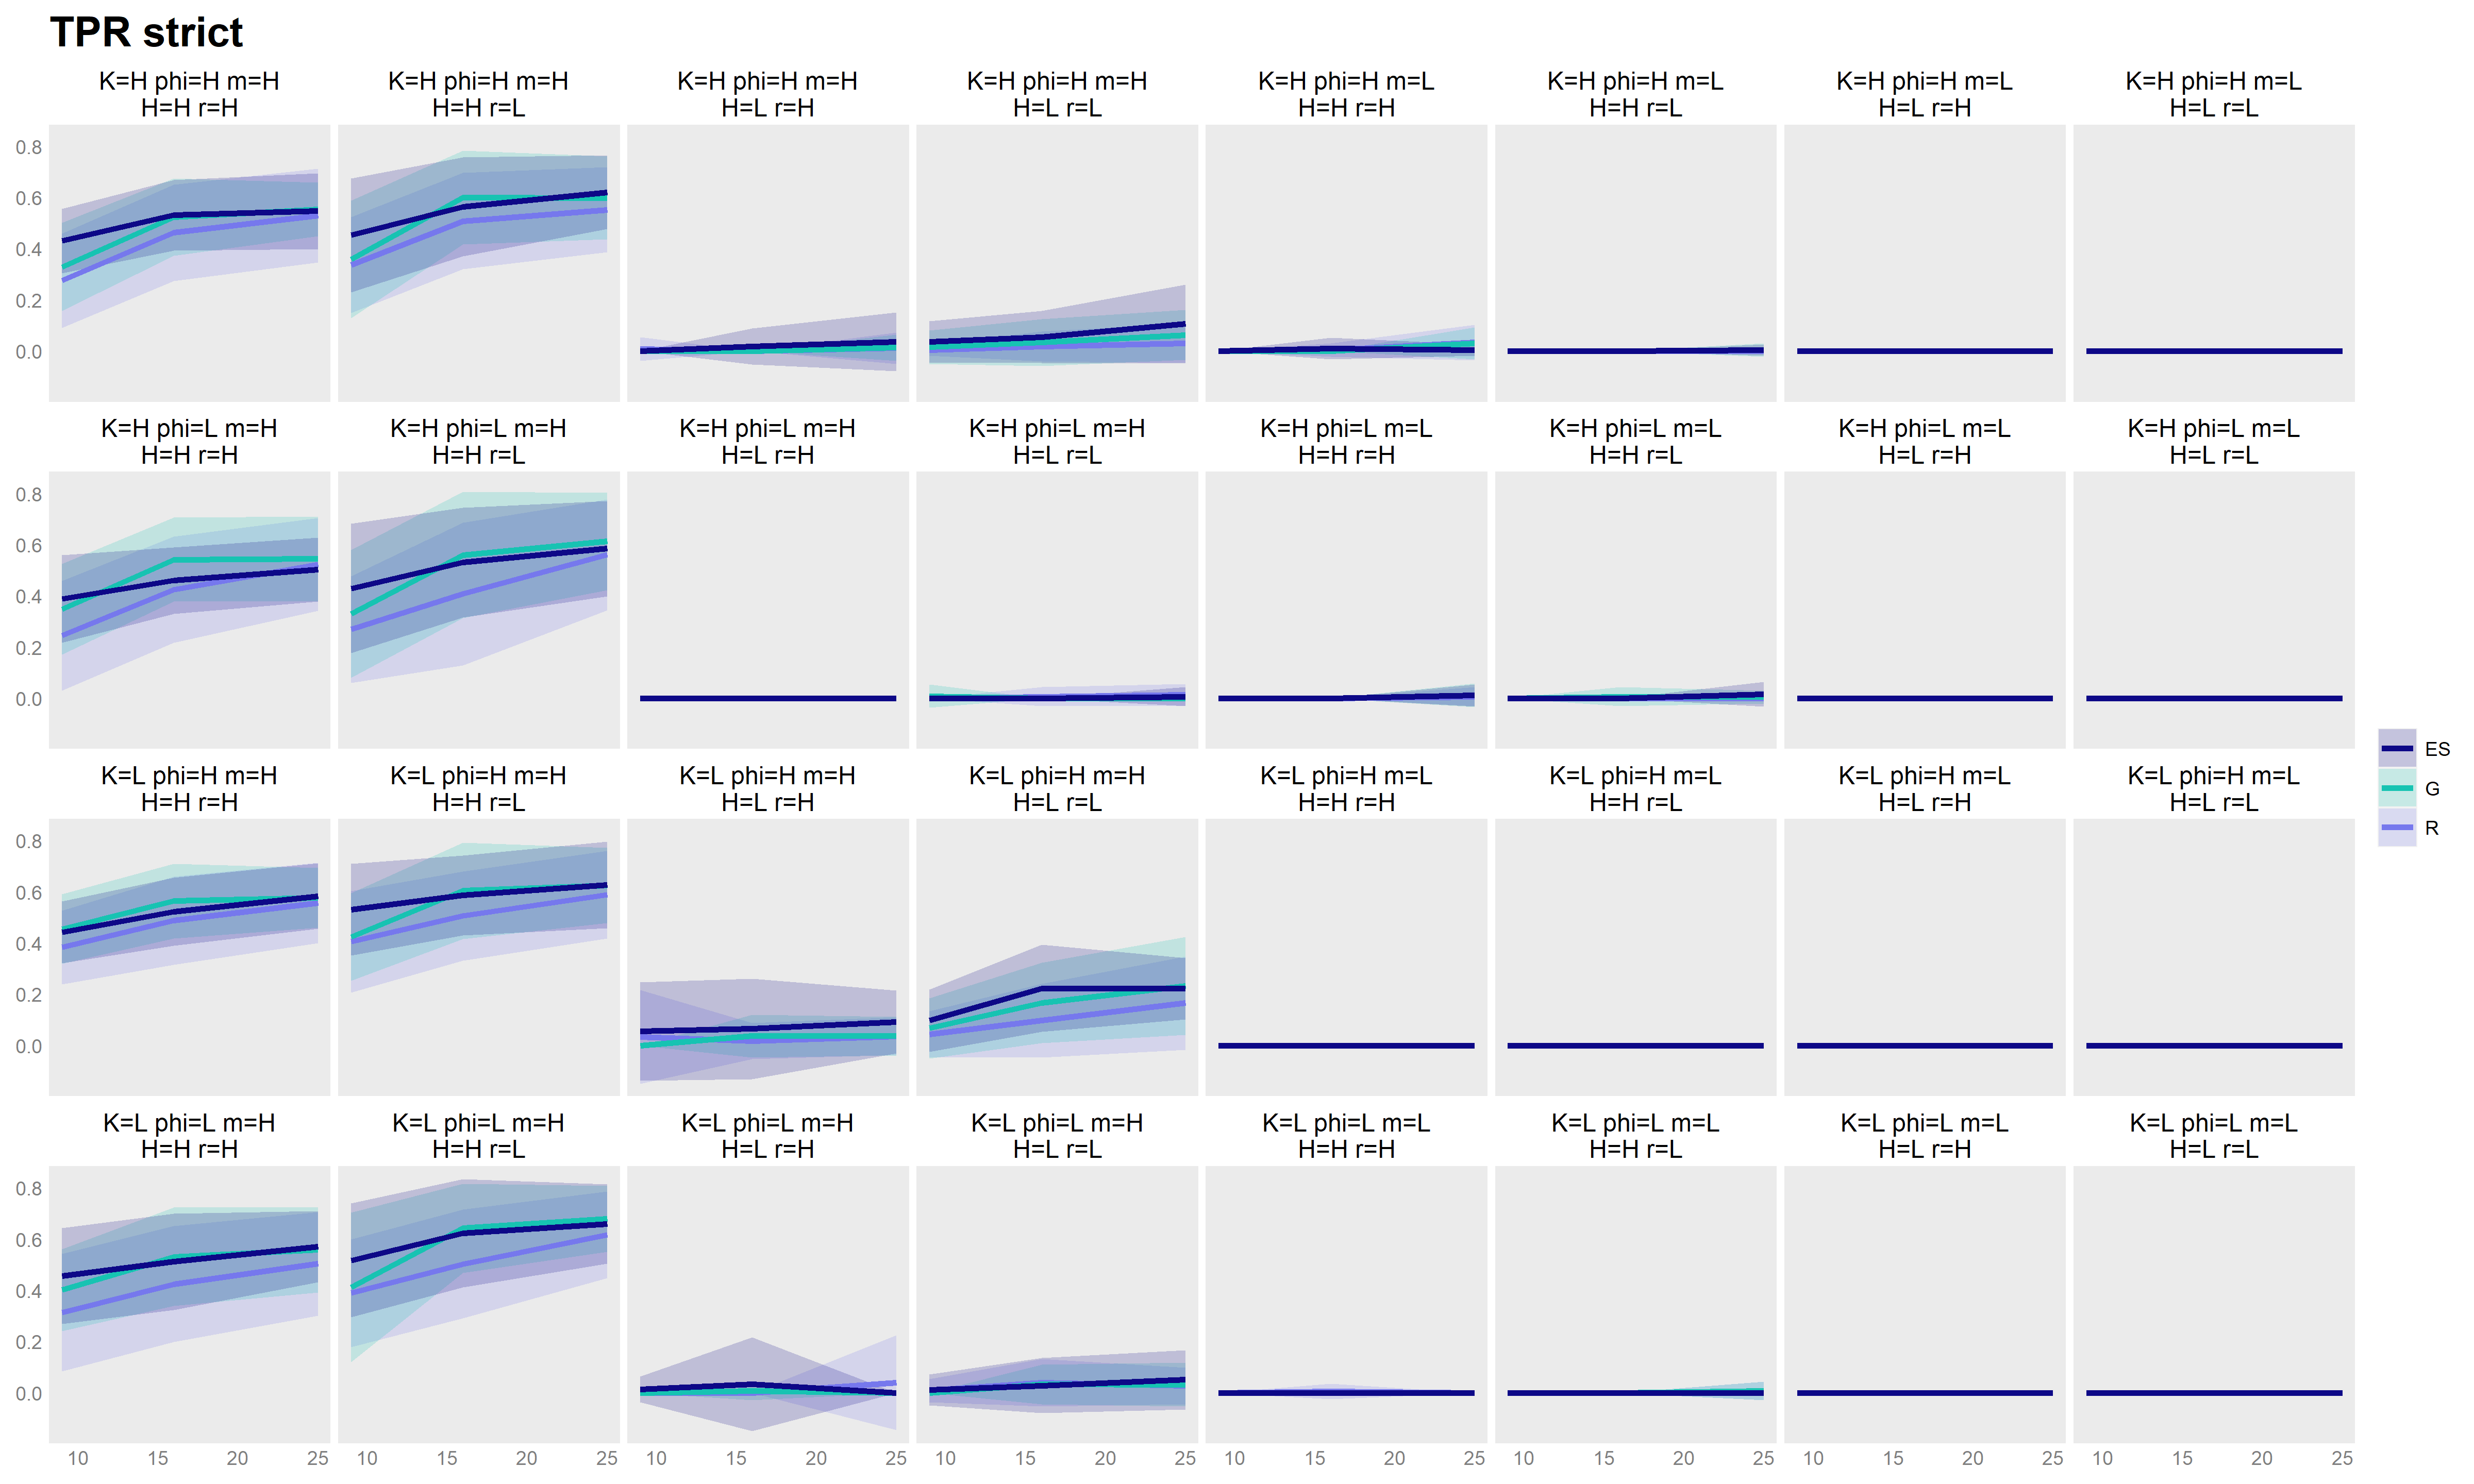 TPR strict
K=H phi=H m=H
H=H r=H
K=H phi=H m=H
H=H r=L
K=H phi=H m=H
H=L r=H
K=H phi=H m=H
H=L r=L
K=H phi=H m=L
H=H r=H
K=H phi=H m=L
H=H r=L
K=H phi=H m=L
H=L r=H
K=H phi=H m=L
H=L r=L
0.8
0.6
0.4
0.2
0.0
K=H phi=L m=H
H=H r=H
K=H phi=L m=H
H=H r=L
K=H phi=L m=H
H=L r=H
K=H phi=L m=H
H=L r=L
K=H phi=L m=L
H=H r=H
K=H phi=L m=L
H=H r=L
K=H phi=L m=L
H=L r=H
K=H phi=L m=L
H=L r=L
0.8
0.6
0.4
0.2
0.0
K=L phi=H m=H
H=H r=H
K=L phi=H m=H
H=H r=L
K=L phi=H m=H
H=L r=H
K=L phi=H m=H
H=L r=L
K=L phi=H m=L
H=H r=H
K=L phi=H m=L
H=H r=L
K=L phi=H m=L
H=L r=H
K=L phi=H m=L
H=L r=L
0.8
0.6
0.4
0.2
0.0
K=L phi=L m=H
H=H r=H
K=L phi=L m=H
H=H r=L
K=L phi=L m=H
H=L r=H
K=L phi=L m=H
H=L r=L
K=L phi=L m=L
H=H r=H
K=L phi=L m=L
H=H r=L
K=L phi=L m=L
H=L r=H
K=L phi=L m=L
H=L r=L
0.8
0.6
0.4
0.2
0.0
10 15 20 25
10 15 20 25
10 15 20 25
10 15 20 25
10 15 20 25
10 15 20 25
10 15 20 25
10 15 20 25
ES
G
R